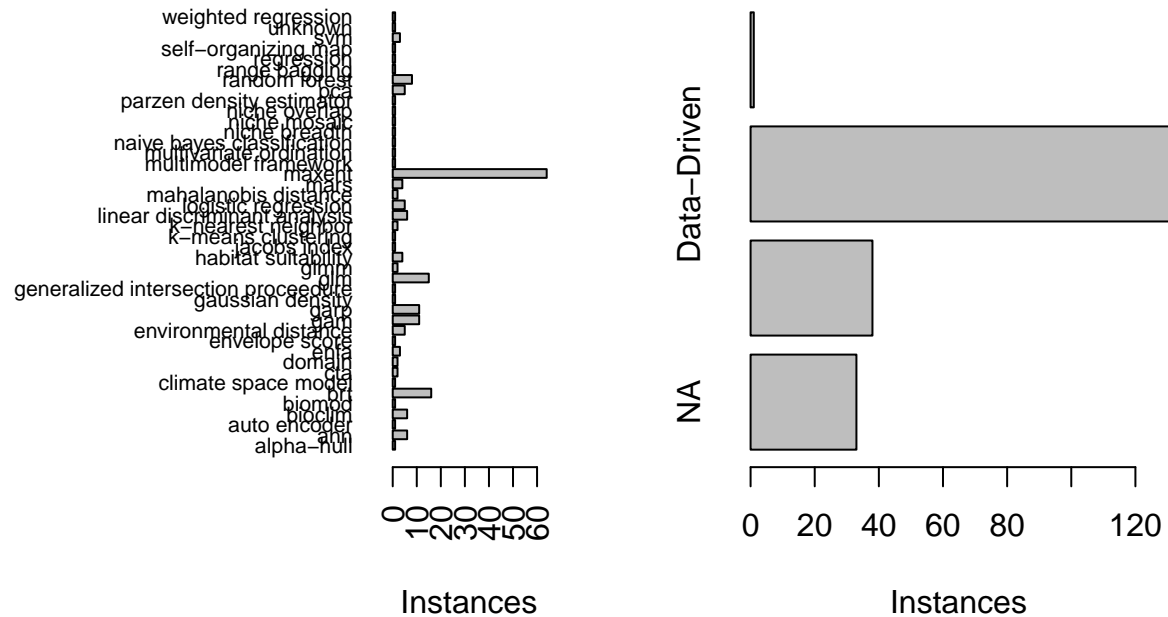 weighted regression
unknown
svm
self−organizing map
regression
range bagging
random forest
pca
parzen density estimator
niche overlap
niche mosaic
niche breadth
naive bayes classification
multivariate ordination
multimodel framework
maxent
mars
mahalanobis distance
logistic regression
linear discriminant analysis
k−nearest neighbor
k−means clustering
jacobs index
habitat suitability
glmm
glm
generalized intersection proceedure
gaussian density
garp
gam
environmental distance
envelope score
enfa
domain
cta
climate space model
brt
biomod
bioclim
auto encoder
ann
alpha−null
0 10 20 30 40 50 60
Instances
Data−Driven
NA
0 20 40 60 80 120
Instances